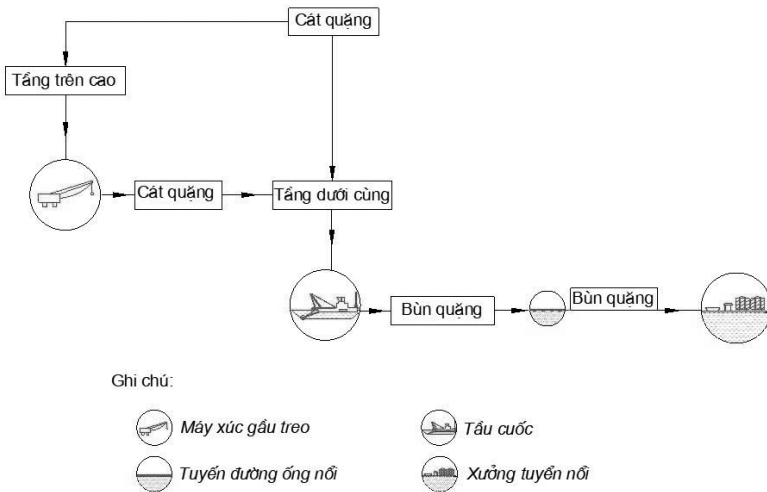 Cát quặng
Tầng trên cao
Cát quặng
Tầng dưới cùng
Bùn quặng
Bùn quặng
Ghi chú:
Máy xúc gầu treo
Tầu cuốc
Tuyến đường ống nổi
Xưởng tuyển nổi